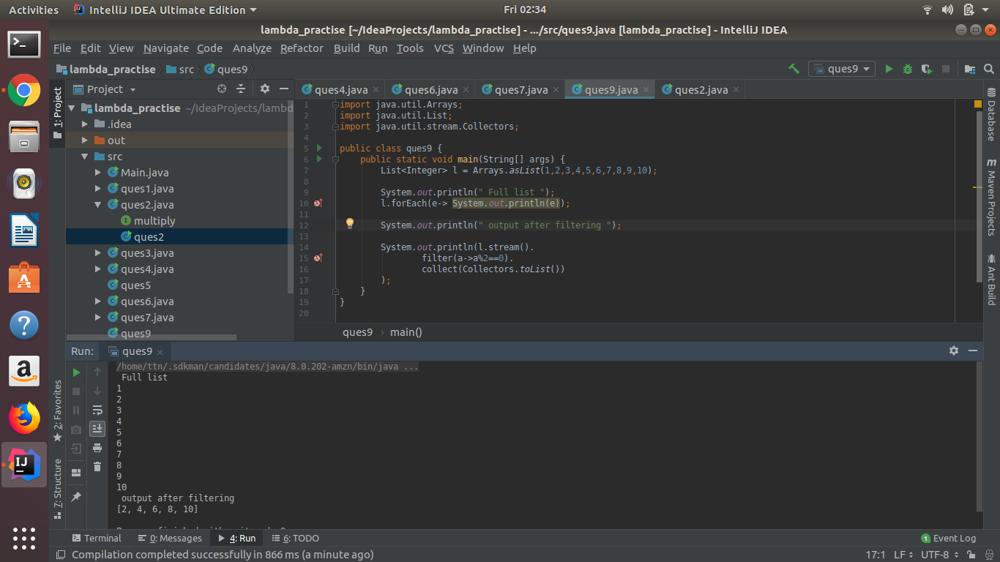 Activities IntelliJ IDEA Ultimate Edition Fri 02:34
lambda_practise [~/IdeaProjects/lambda_practise] - .../src/ques9.java [lambda_practise] - IntelliJ IDEA
File Edit View Navigate Code Analyze Refactor Build Run Tools VCS Window Help
lambda_practise src ques9 ques9
1: Project
Project
lambda_practise ~/IdeaProjects/lambd
.idea
out
src
Main.java
ques1.java
ques2.java
multiply
ques2
ques3.java
ques4.java
ques5
ques6.java
ques7.java
ques9
ques4.java ques6.java ques7.java ques9.java ques2.java
1 import java.util.Arrays;
2 import java.util.List;
3 import java.util.stream.Collectors;
4
5 public class ques9 {
6 public static void main(String[] args) {
7 List<Integer> l = Arrays.asList(1,2,3,4,5,6,7,8,9,10);
8
9 System.out.println(" Full list ");
10 l.forEach(e-> System.out.println(e));
11
12 System.out.println(" output after filtering ");
13
14 System.out.println(l.stream().
15 filter(a->a%2==0).
16 collect(Collectors.toList())
17 );
18 }
19 }
20
ques9 main()
Database
m Maven Projects
Ant Build
Run: ques9
/home/ttn/.sdkman/candidates/java/8.0.202-amzn/bin/java ...
Full list
1
2
3
4
5
6
7
8
9
10
output after filtering
[2, 4, 6, 8, 10]
2: Favorites
7: Structure
Terminal 0: Messages 4: Run 6: TODO 1 Event Log
Compilation completed successfully in 866 ms (a minute ago) 17:1 LF UTF-8